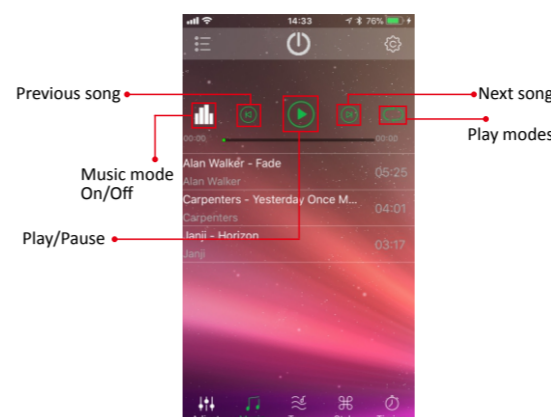 14:33
76%
Previous song
Next song
Play modes
00:00
00:00
Music mode
On/Off
Alan Walker - Fade
Alan Walker
05:25
Carpenters - Yesterday Once M...
Carpenters
04:01
Play/Pause
Janji - Horizon
Janji
03:17